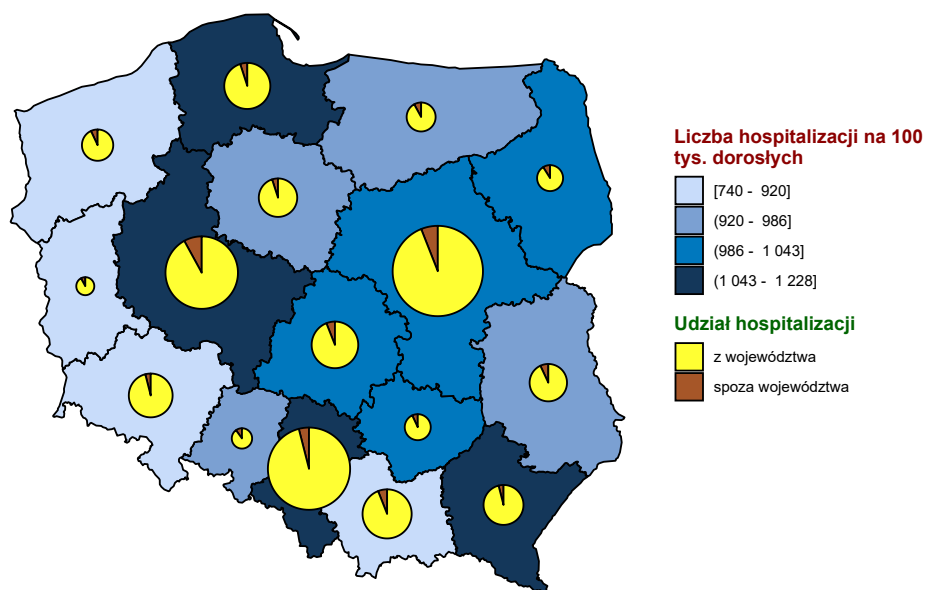 Liczba hospitalizacji na 100
tys. dorosłych
[740 - 920]
(920 - 986]
(986 - 1 043]
(1 043 - 1 228]
Udział hospitalizacji
z województwa
spoza województwa